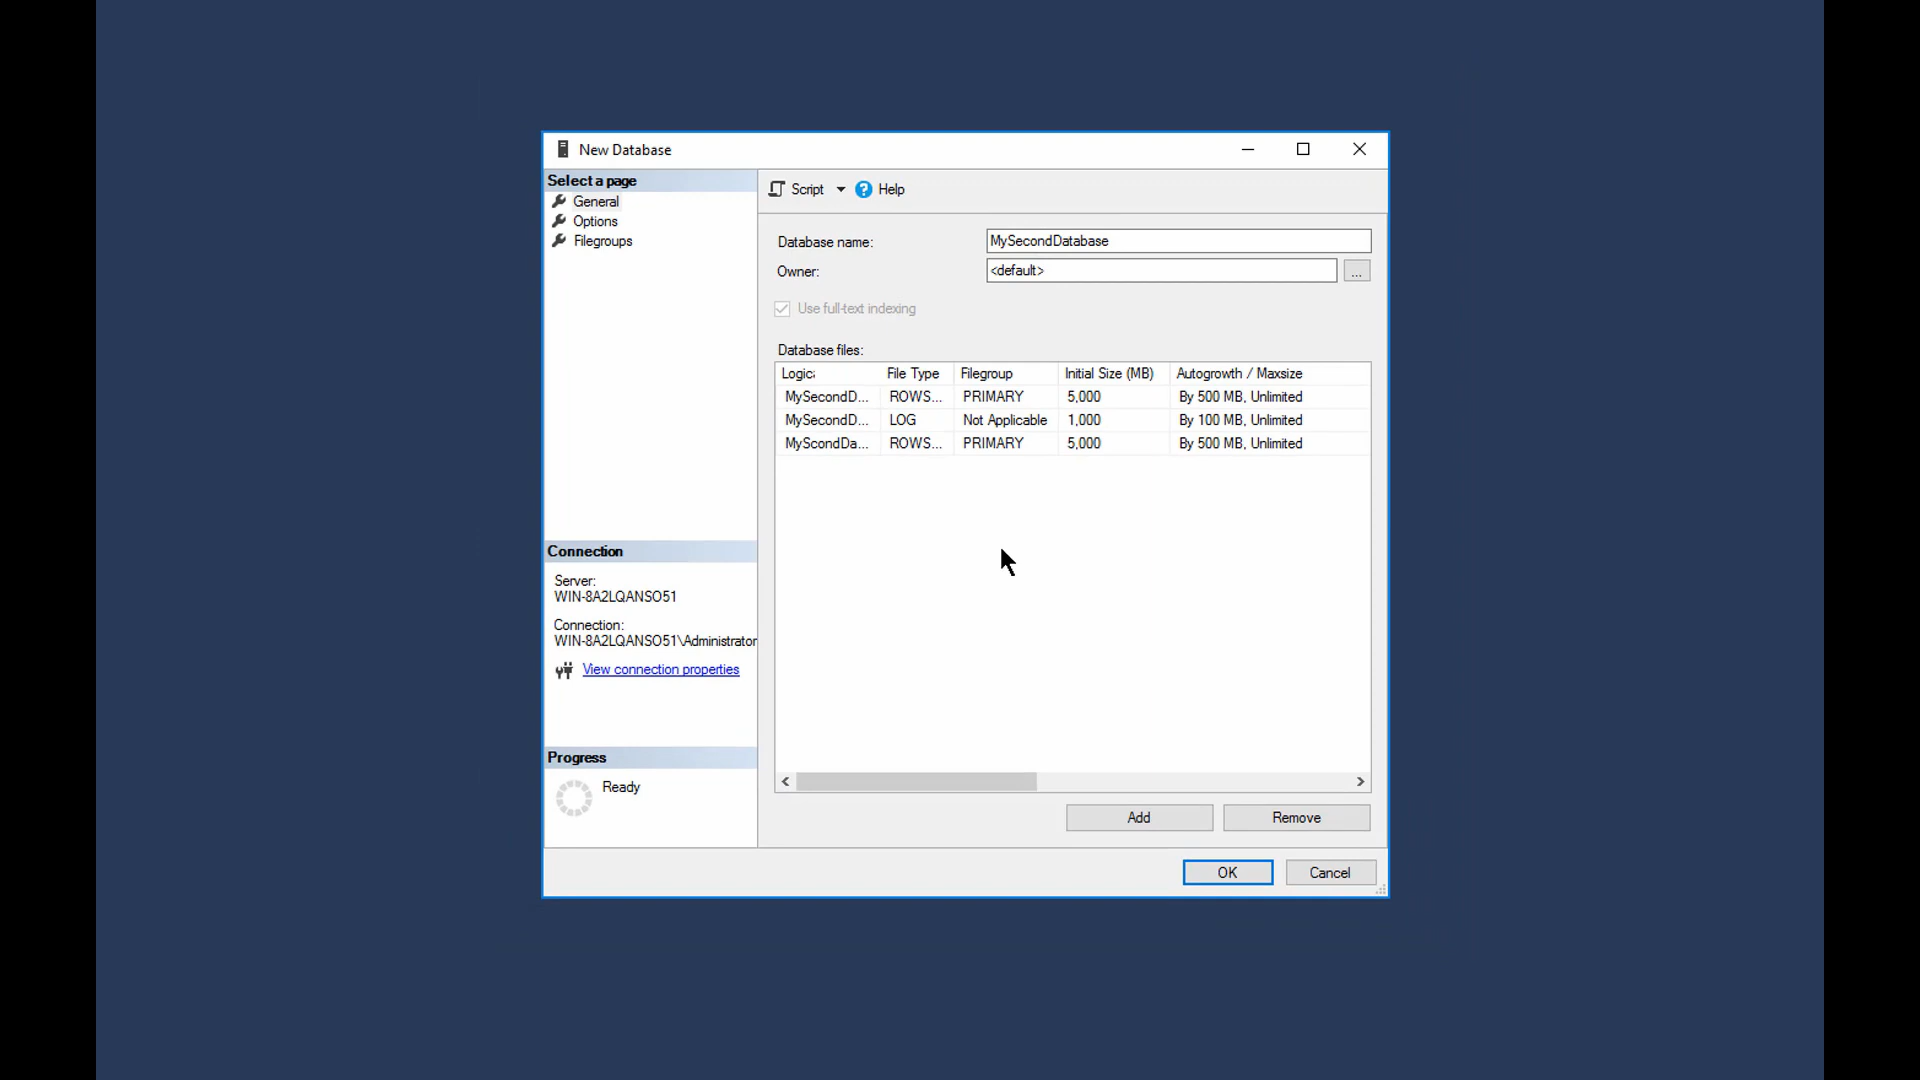 New Database
Select a page
General
Options
Filegroups
Script
Help
Database name:
MySecondDatabase
Owner:
<default>
...
Use full-text indexing
Database files:
Logic: File Type Filegroup Initial Size (MB) Autogrowth / Maxsize
MySecondD... ROWS... PRIMARY 5,000 By 500 MB, Unlimited
MySecondD... LOG Not Applicable 1,000 By 100 MB, Unlimited
MyScondDa... ROWS... PRIMARY 5,000 By 500 MB, Unlimited
Connection
Server:
WIN-8A2LQANSO51
Connection:
WIN-8A2LQANSO51\Administrator
View connection properties
Progress
Ready
Add
Remove
OK
Cancel